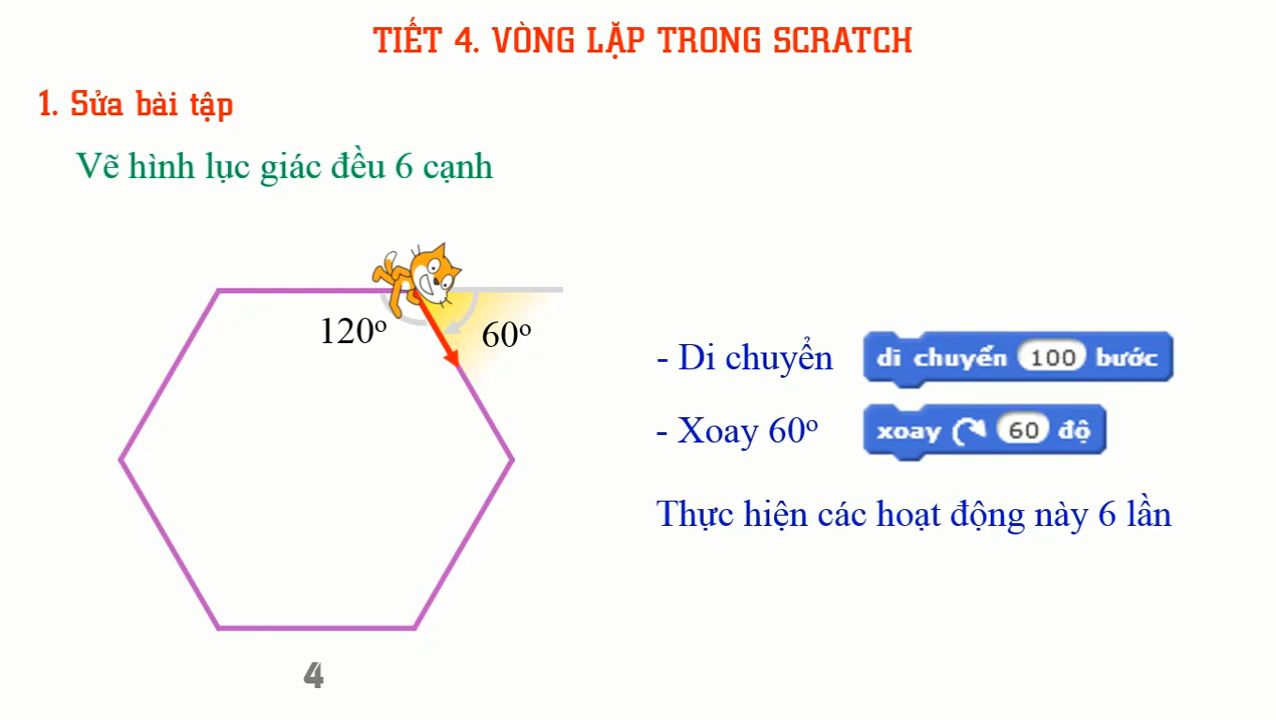 TIẾT 4. VÒNG LẶP TRONG SCRATCH
1. Sửa bài tập
Vẽ hình lục giác đều 6 cạnh
120º
60º
- Di chuyển
di chuyển 100 bước
- Xoay 60º
xoay 60 độ
Thực hiện các hoạt động này 6 lần
4